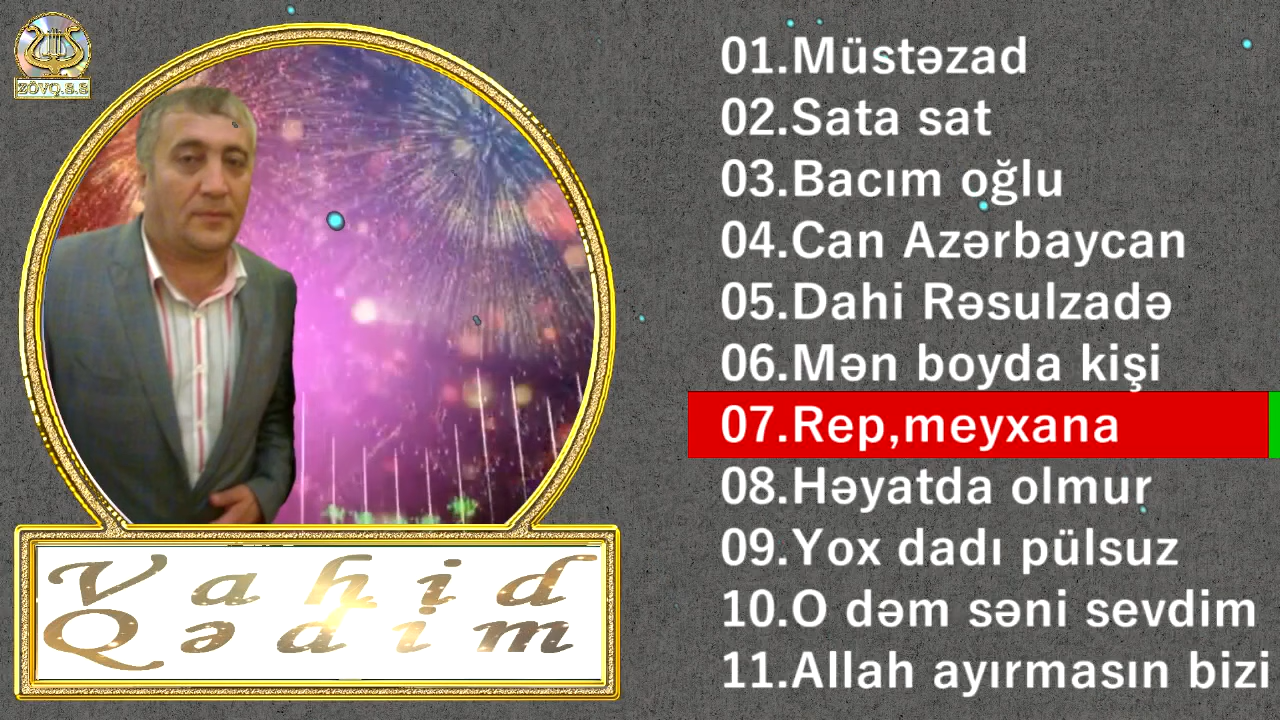 ZÖVQ.S.S
Vahid
Qədim
01.Müstəzad
02.Sata sat
03.Bacım oğlu
04.Can Azərbaycan
05.Dahi Rəsulzadə
06.Mən boyda kişi
07.Rep,meyxana
08.Həyatda olmur
09.Yox dadı pülsuz
10.O dəm səni sevdim
11.Allah ayırmasın bizi